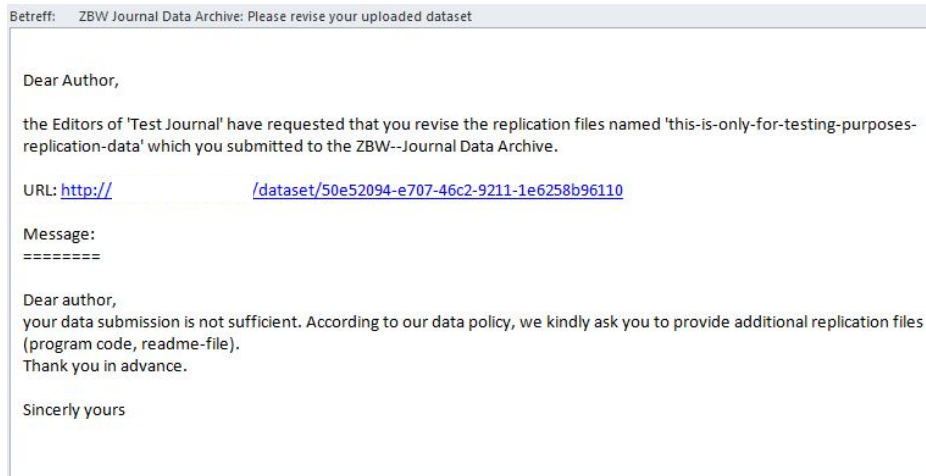 Betreff: ZBW Journal Data Archive: Please revise your uploaded dataset
Dear Author,
the Editors of 'Test Journal' have requested that you revise the replication files named 'this-is-only-for-testing-purposes-
replication-data' which you submitted to the ZBW--Journal Data Archive.
URL: http:// /dataset/50e52094-e707-46c2-9211-1e6258b96110
Message:
========
Dear author,
your data submission is not sufficient. According to our data policy, we kindly ask you to provide additional replication files
(program code, readme-file).
Thank you in advance.
Sincerly yours